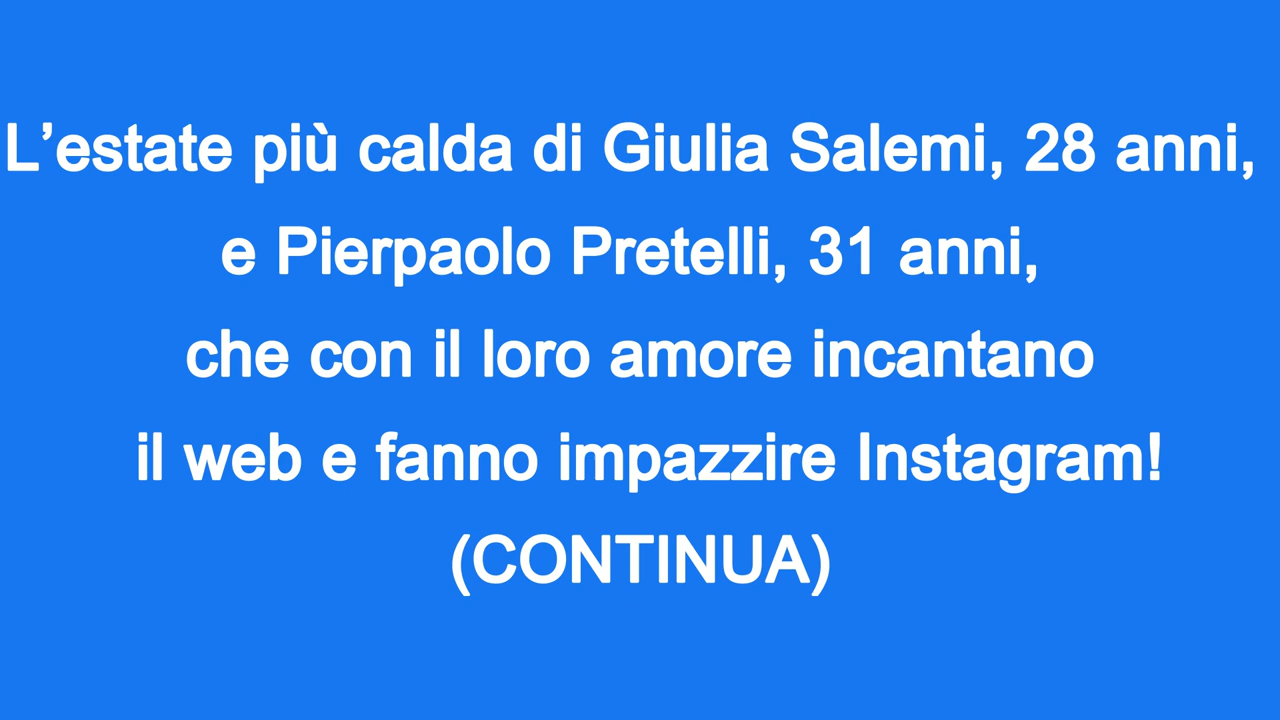 L’estate più calda di Giulia Salemi, 28 anni,
e Pierpaolo Pretelli, 31 anni,
che con il loro amore incantano
il web e fanno impazzire Instagram!
(CONTINUA)